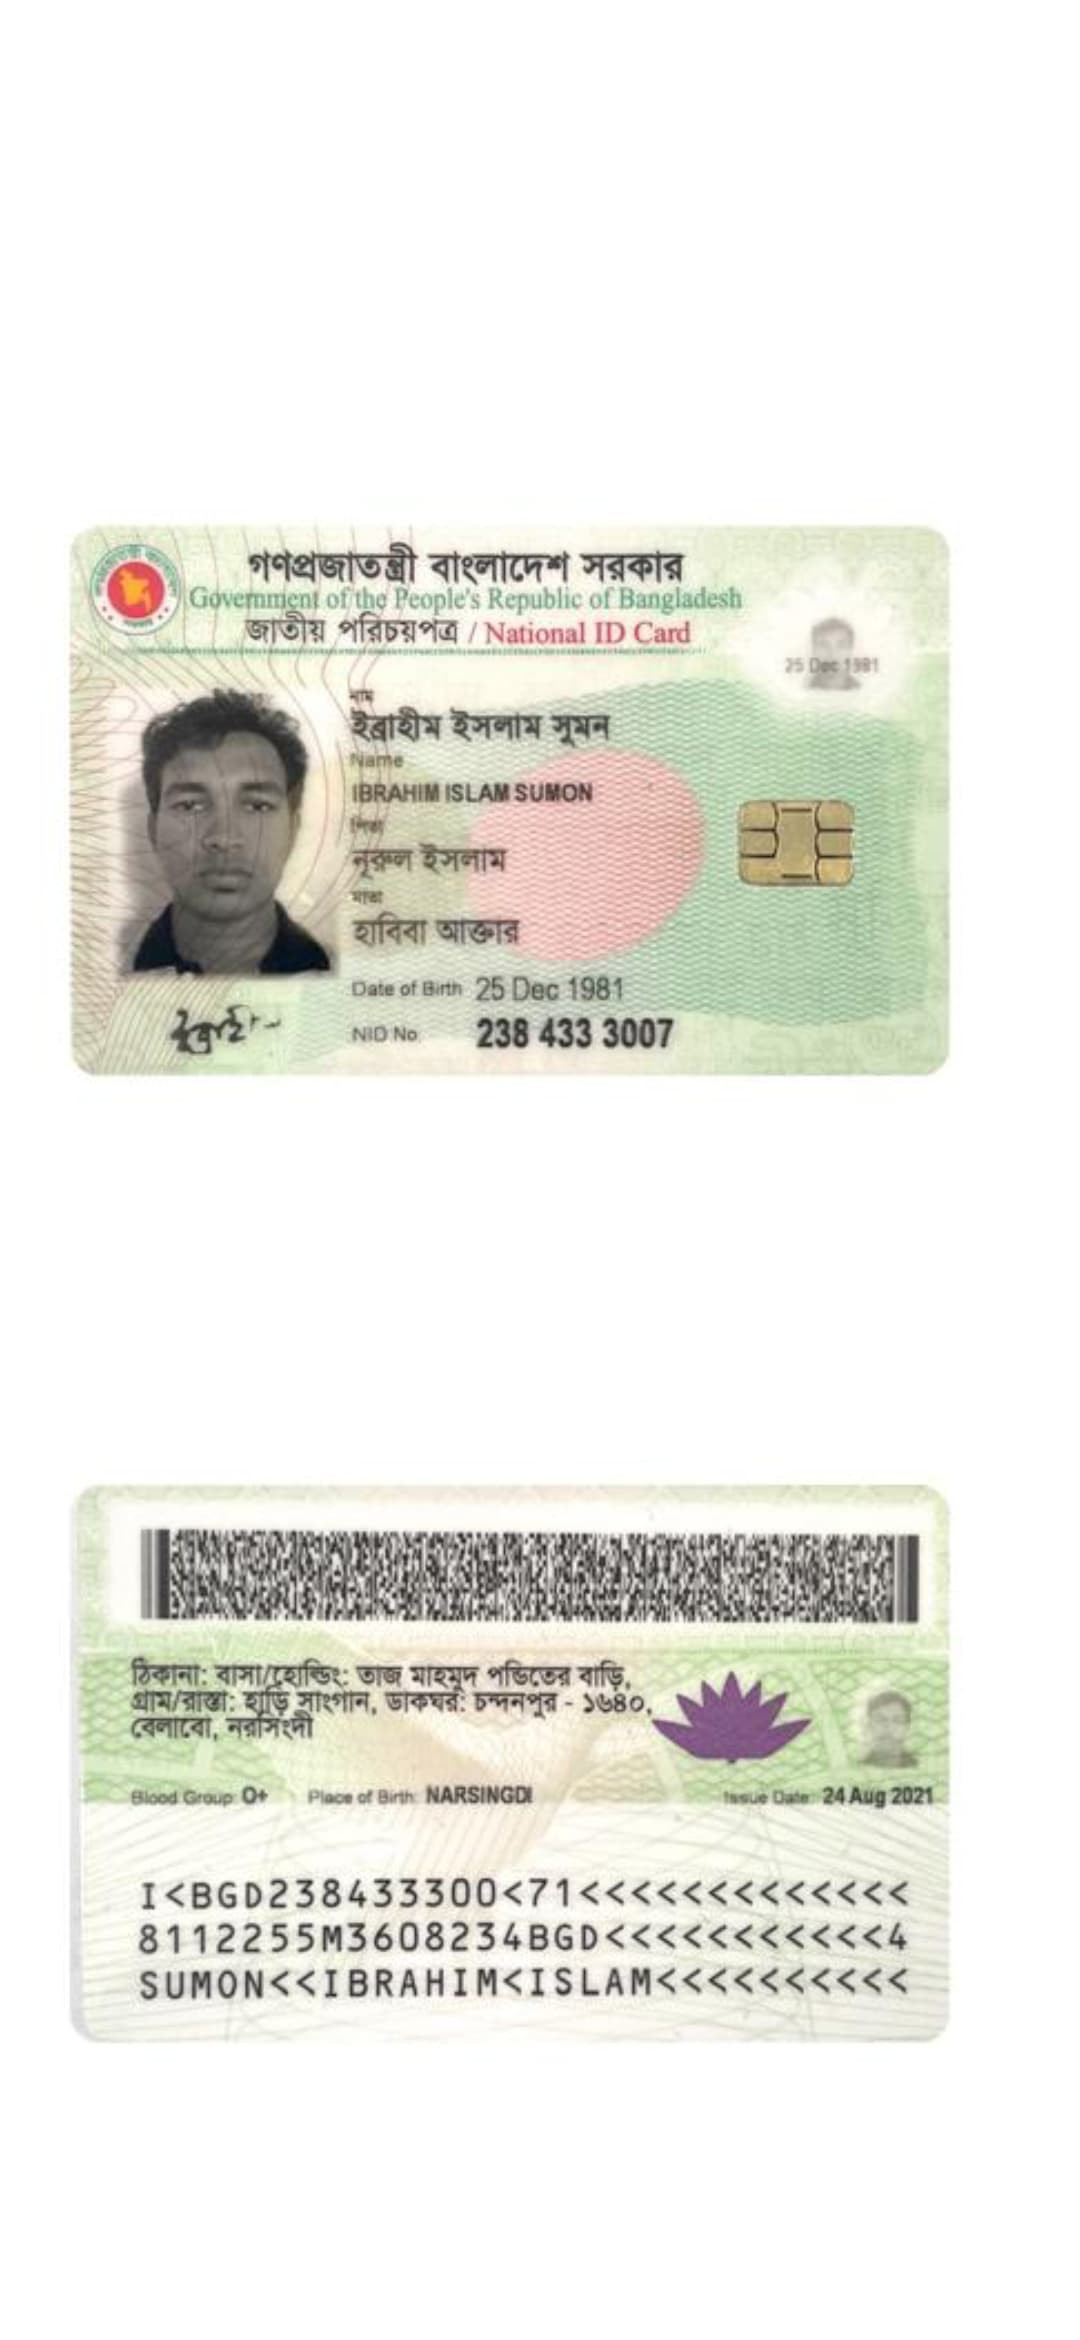 গণপ্রজাতন্ত্রী বাংলাদেশ সরকার
Government of the People's Republic of Bangladesh
জাতীয় পরিচয়পত্র / National ID Card
25 Dec 1981
নাম
ইব্রাহীম ইসলাম সুমন
Name
IBRAHIM ISLAM SUMON
পিতা
নূরুল ইসলাম
মাতা
হাবিবা আক্তার
Date of Birth 25 Dec 1981
NID No. 238 433 3007
ঠিকানা: বাসা/হোল্ডিং: তাজ মাহমুদ পন্ডিতের বাড়ি,
গ্রাম/রাস্তা: হাড়ি সাংগান, ডাকঘর: চন্দনপুর - ১৬৪০,
বেলাবো, নরসিংদী
Blood Group: O+ Place of Birth: NARSINGDI Issue Date: 24 Aug 2021
I<BGD238433300<71<<<<<<<<<<<<<
8112255M3608234BGD<<<<<<<<<<<4
SUMON<<IBRAHIM<ISLAM<<<<<<<<<<